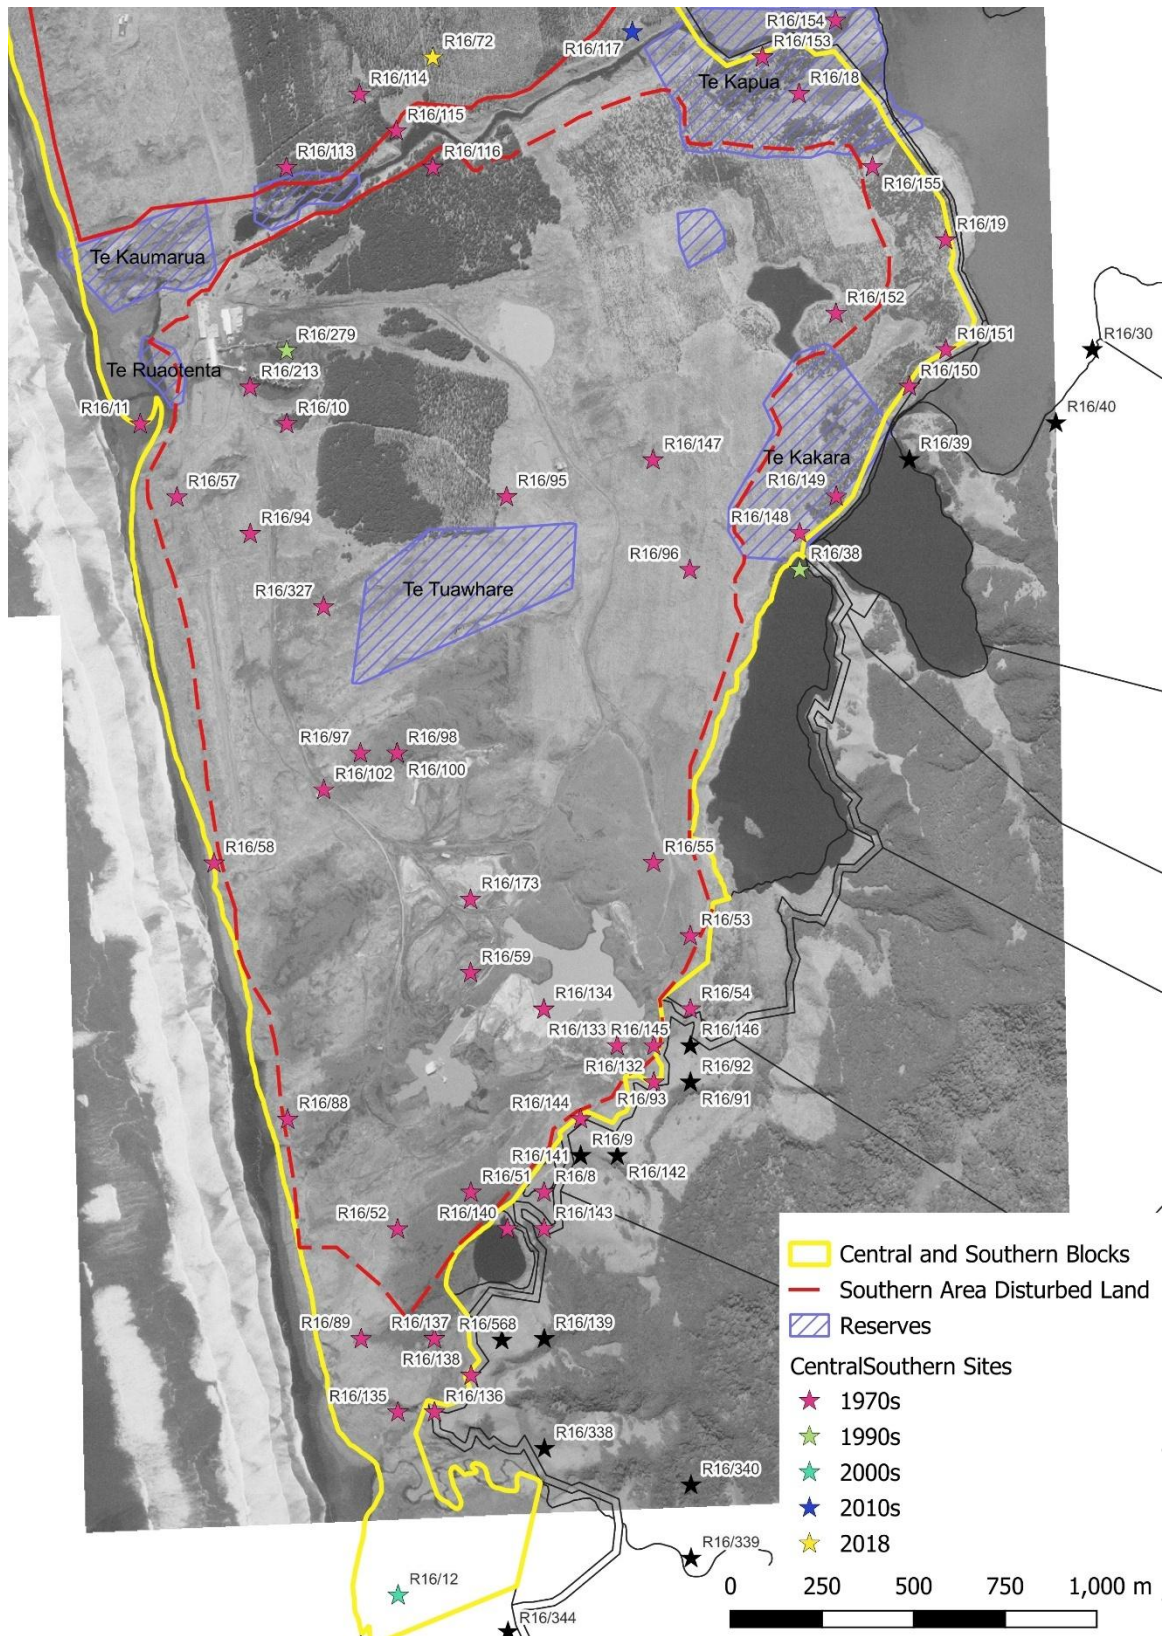 R16/154
R16/72
R16/117
R16/153
Te Kapua
R16/18
R16/114
R16/115
R16/113
R16/116
R16/155
R16/19
Te Kaumarua
R16/152
R16/30
R16/279
R16/151
Te Ruaotenta
R16/213
R16/150
R16/11
R16/10
R16/40
R16/147
Te Kakara
R16/39
R16/57
R16/95
R16/149
R16/94
R16/148
R16/96
R16/38
Te Tuawhare
R16/327
R16/97
R16/98
R16/102
R16/100
R16/58
R16/55
R16/173
R16/53
R16/59
R16/134
R16/54
R16/133
R16/145
R16/146
R16/132
R16/92
R16/93
R16/91
R16/88
R16/144
R16/9
R16/141
R16/142
R16/51
R16/8
R16/52
R16/140
R16/143
R16/89
R16/137
R16/568
R16/139
R16/138
R16/135
R16/136
R16/338
R16/340
R16/339
R16/12
R16/344
Central and Southern Blocks
Southern Area Disturbed Land
Reserves
CentralSouthern Sites
1970s
1990s
2000s
2010s
2018
0 250 500 750 1,000 m